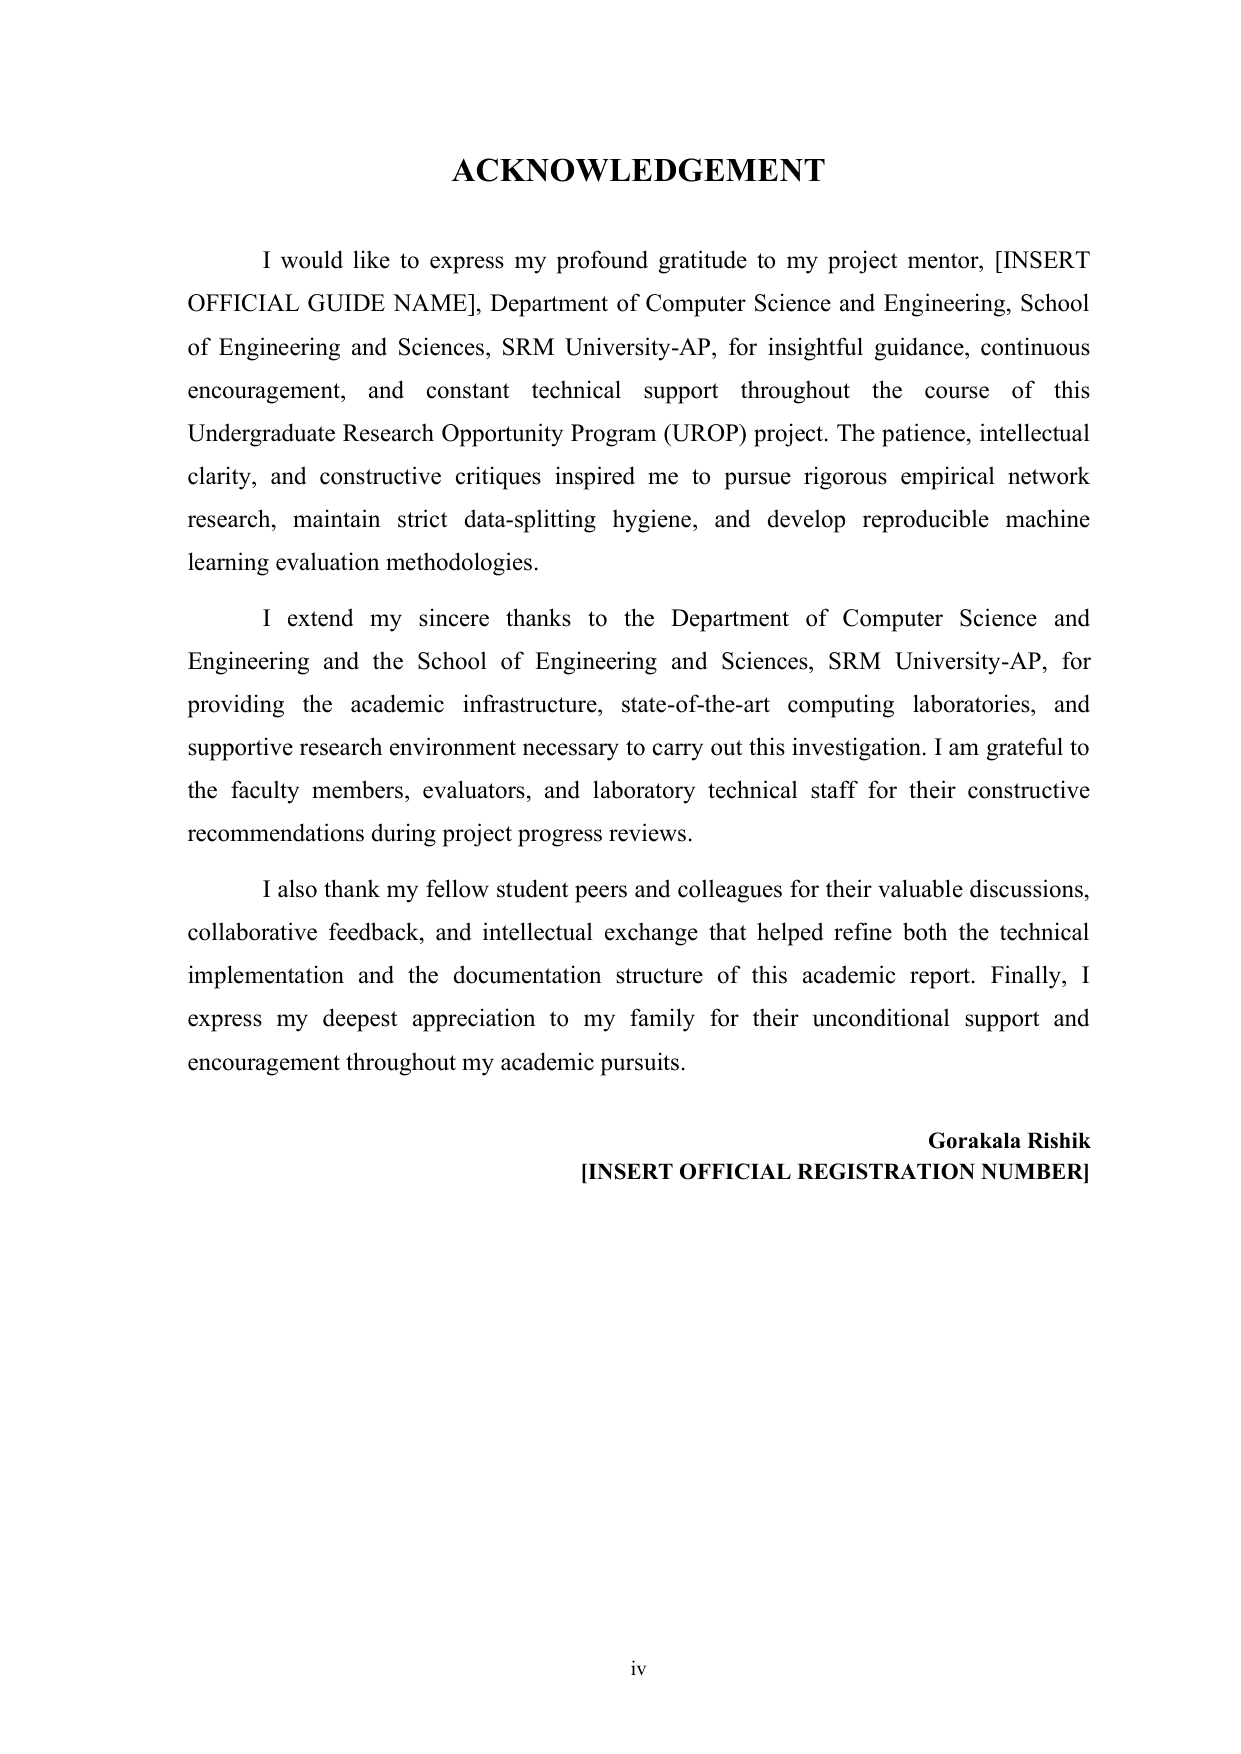 ACKNOWLEDGEMENT
I would like to express my profound gratitude to my project mentor, [INSERT
OFFICIAL GUIDE NAME], Department of Computer Science and Engineering, School
of Engineering and Sciences, SRM University-AP, for insightful guidance, continuous
encouragement, and constant technical support throughout the course of this
Undergraduate Research Opportunity Program (UROP) project. The patience, intellectual
clarity, and constructive critiques inspired me to pursue rigorous empirical network
research, maintain strict data-splitting hygiene, and develop reproducible machine
learning evaluation methodologies.
I extend my sincere thanks to the Department of Computer Science and
Engineering and the School of Engineering and Sciences, SRM University-AP, for
providing the academic infrastructure, state-of-the-art computing laboratories, and
supportive research environment necessary to carry out this investigation. I am grateful to
the faculty members, evaluators, and laboratory technical staff for their constructive
recommendations during project progress reviews.
I also thank my fellow student peers and colleagues for their valuable discussions,
collaborative feedback, and intellectual exchange that helped refine both the technical
implementation and the documentation structure of this academic report. Finally, I
express my deepest appreciation to my family for their unconditional support and
encouragement throughout my academic pursuits.
Gorakala Rishik
[INSERT OFFICIAL REGISTRATION NUMBER]
iv